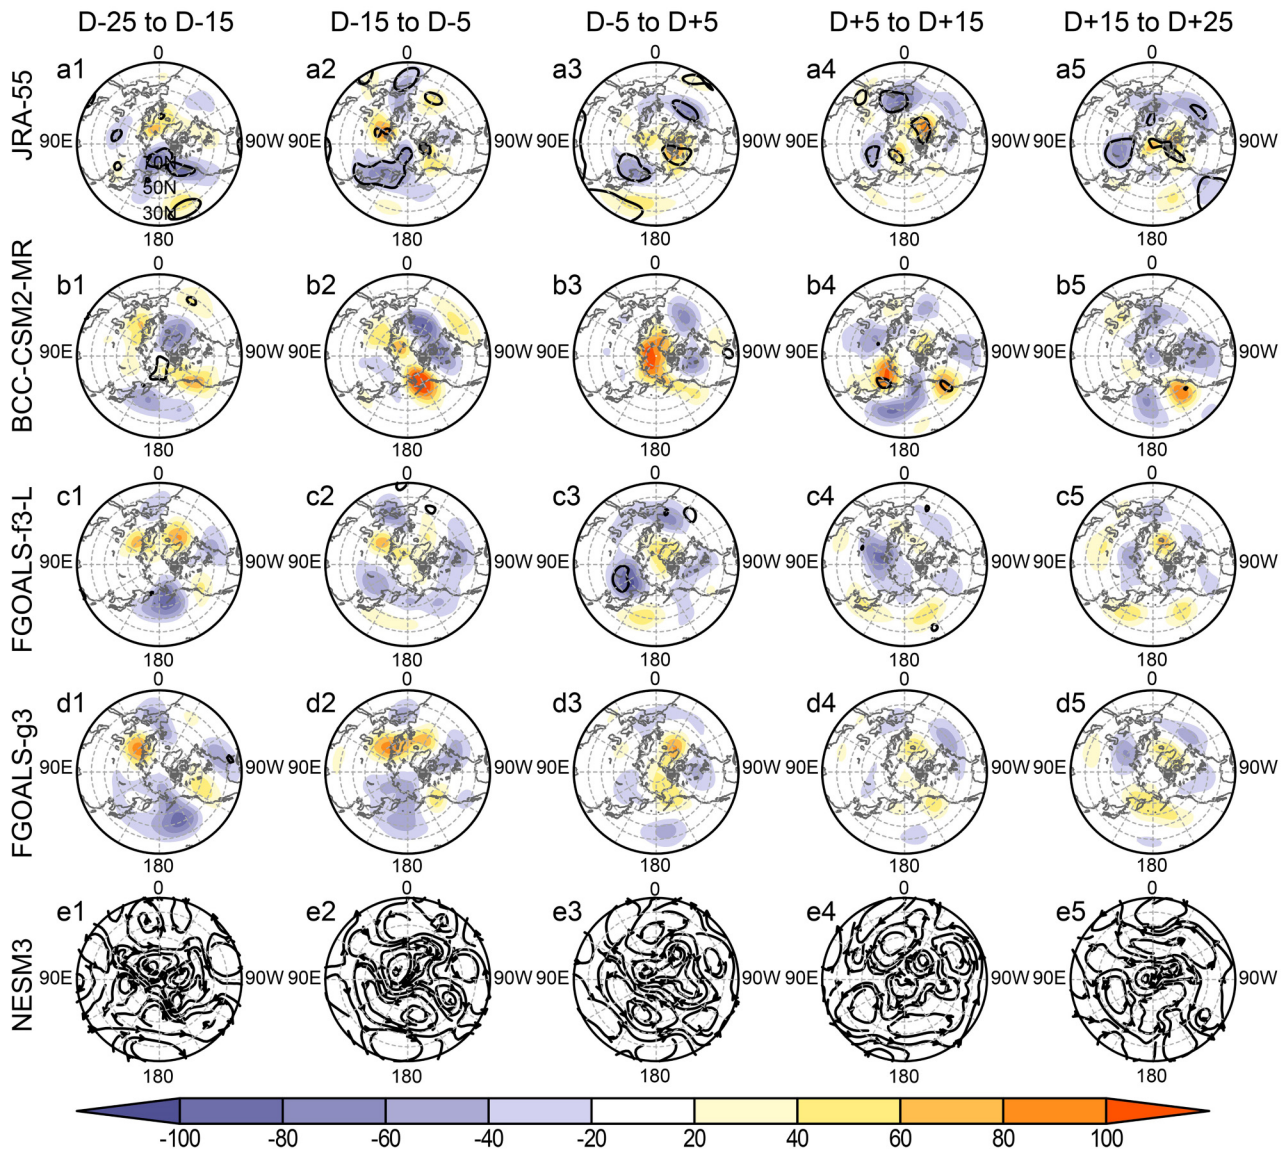 D-25 to D-15 D-15 to D-5 D-5 to D+5 D+5 to D+15 D+15 to D+25
JRA-55
a1 0 a2 0 a3 0 a4 0 a5 0
90E 90W 90E 90W 90E 90W 90E 90W 90E 90W
70N
50N
30N
180 180 180 180 180
BCC-CSM2-MR
b1 0 b2 0 b3 0 b4 0 b5 0
90E 90W 90E 90W 90E 90W 90E 90W 90E 90W
180 180 180 180 180
FGOALS-f3-L
c1 0 c2 0 c3 0 c4 0 c5 0
90E 90W 90E 90W 90E 90W 90E 90W 90E 90W
180 180 180 180 180
FGOALS-g3
d1 0 d2 0 d3 0 d4 0 d5 0
90E 90W 90E 90W 90E 90W 90E 90W 90E 90W
180 180 180 180 180
NESM3
e1 0 e2 0 e3 0 e4 0 e5 0
90E 90W 90E 90W 90E 90W 90E 90W 90E 90W
180 180 180 180 180
-100 -80 -60 -40 -20 20 40 60 80 100